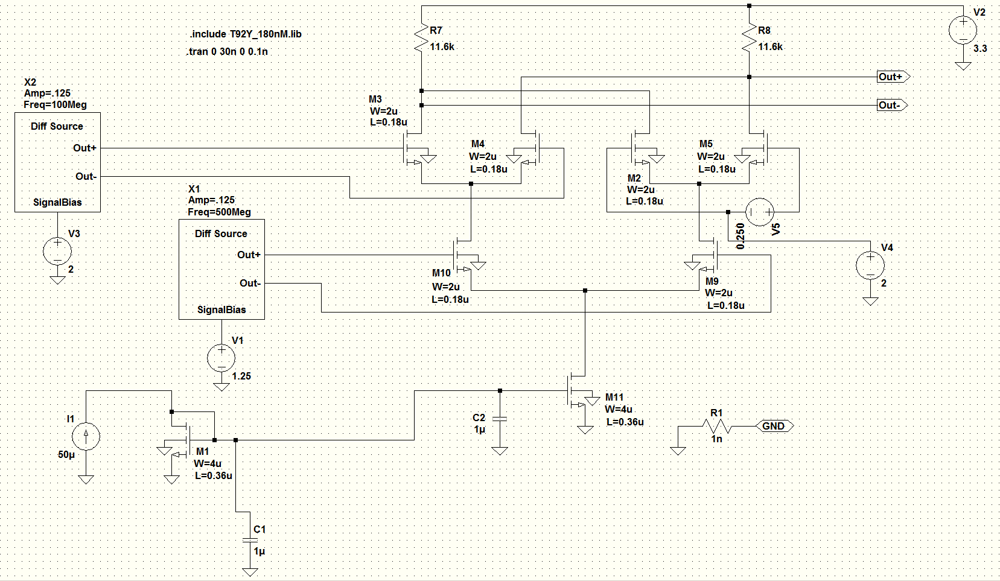 .include T92Y_180nM.lib
.tran 0 30n 0 0.1n
R7
11.6k
R8
11.6k
V2
3.3
Out+
Out-
X2
Amp=.125
Freq=100Meg
Diff Source
Out+
Out-
SignalBias
V3
2
M3
W=2u
L=0.18u
M4
W=2u
L=0.18u
M5
W=2u
L=0.18u
M2
W=2u
L=0.18u
V5
0.250
V4
2
X1
Amp=.125
Freq=500Meg
Diff Source
Out+
Out-
SignalBias
V1
1.25
M10
W=2u
L=0.18u
M9
W=2u
L=0.18u
I1
50µ
M1
W=4u
L=0.36u
C2
1µ
M11
W=4u
L=0.36u
R1
1n
GND
C1
1µ